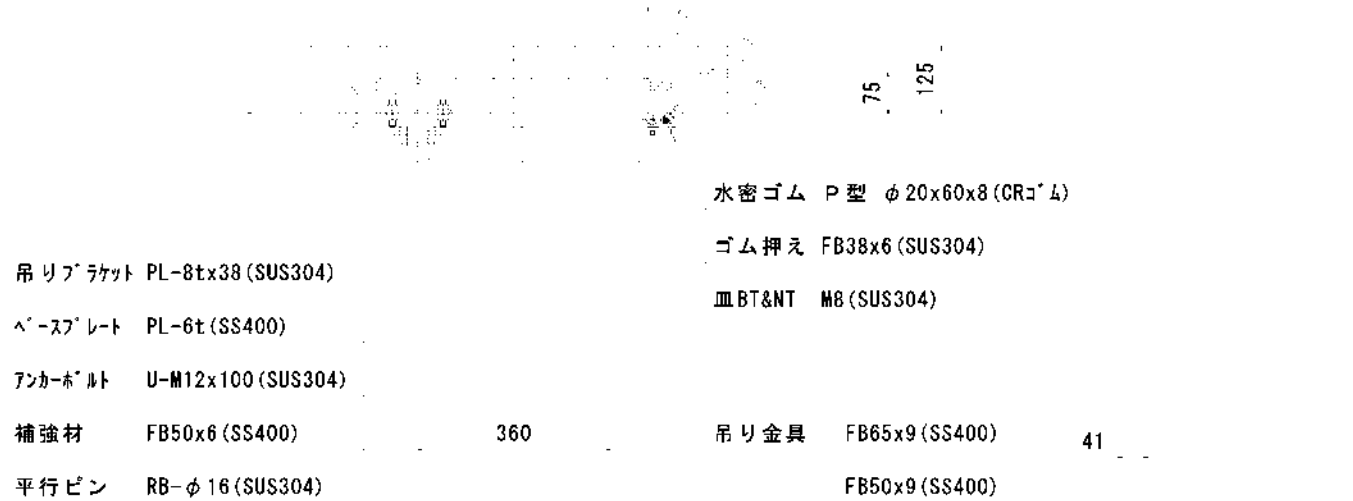 75
125
水密ゴム P型 φ20x60x8(CRゴム)
ゴム押え FB38x6(SUS304)
皿BT&NT M8(SUS304)
吊りブラケット PL-8tx38(SUS304)
ベースプレート PL-6t(SS400)
アンカーボルト U-M12x100(SUS304)
補強材 FB50x6(SS400)
平行ピン RB-φ16(SUS304)
360
吊り金具 FB65x9(SS400)
FB50x9(SS400)
41